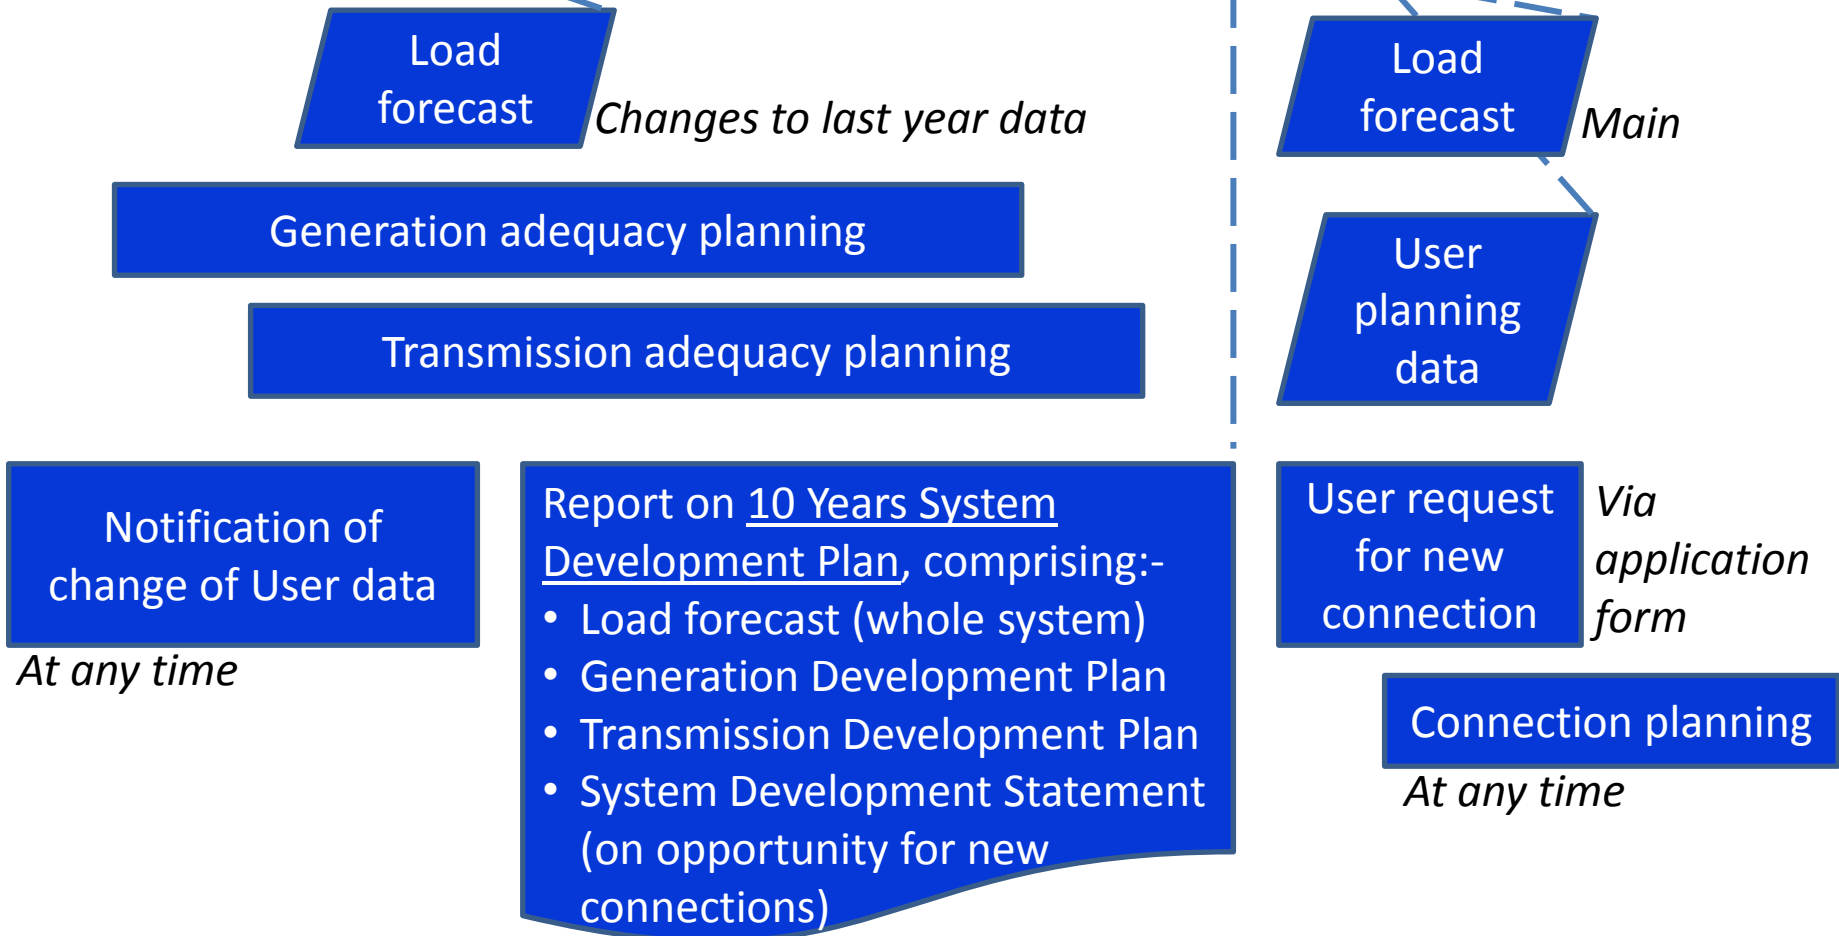 Load
forecast
Changes to last year data
Load
forecast
Main
Generation adequacy planning
User
planning
data
Transmission adequacy planning
Notification of
change of User data
At any time
Report on 10 Years System
Development Plan, comprising:-
• Load forecast (whole system)
• Generation Development Plan
• Transmission Development Plan
• System Development Statement
(on opportunity for new
connections)
User request
for new
connection
Via
application
form
Connection planning
At any time